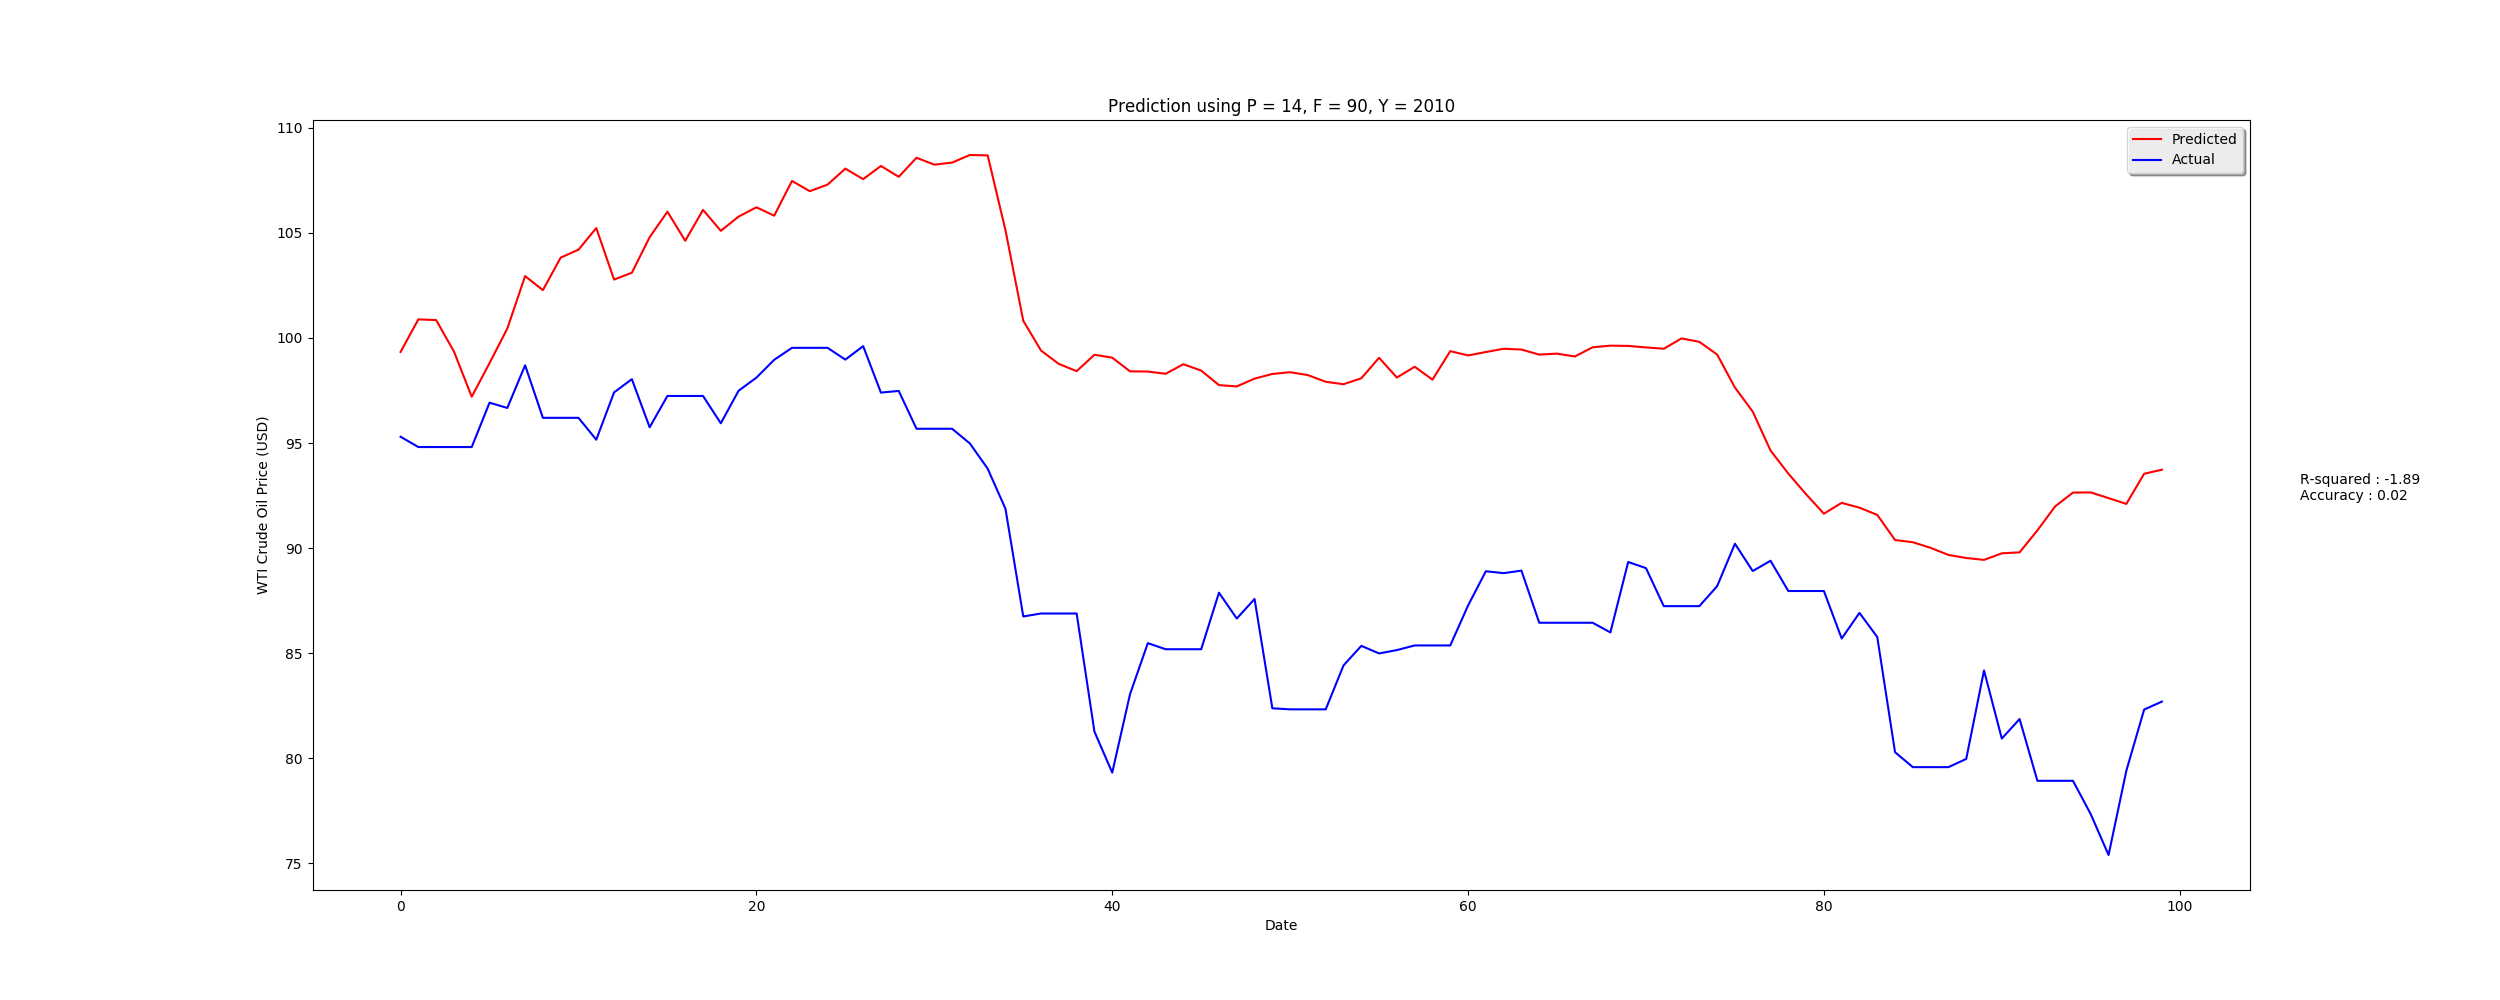 Prediction using P = 14, F = 90, Y = 2010
Predicted
Actual
110
105
100
95
90
85
80
75
WTI Crude Oil Price (USD)
0
20
40
60
80
100
Date
R-squared : -1.89
Accuracy : 0.02